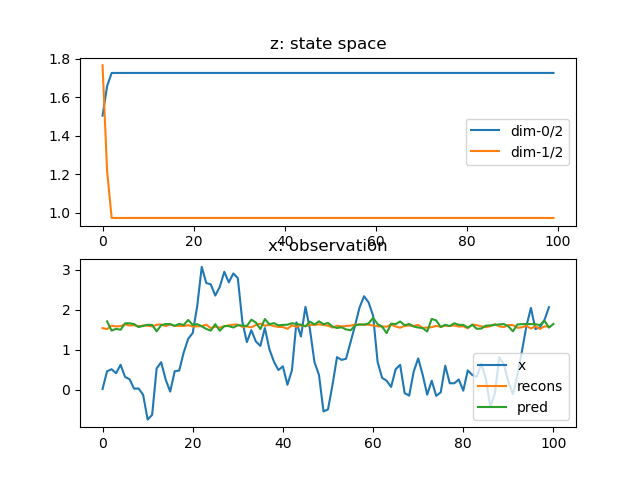 z: state space
1.8
1.6
1.4
1.2
1.0
dim-0/2
dim-1/2
0 20 40 60 80 100
x: observation
3
2
1
0
x
recons
pred
0 20 40 60 80 100